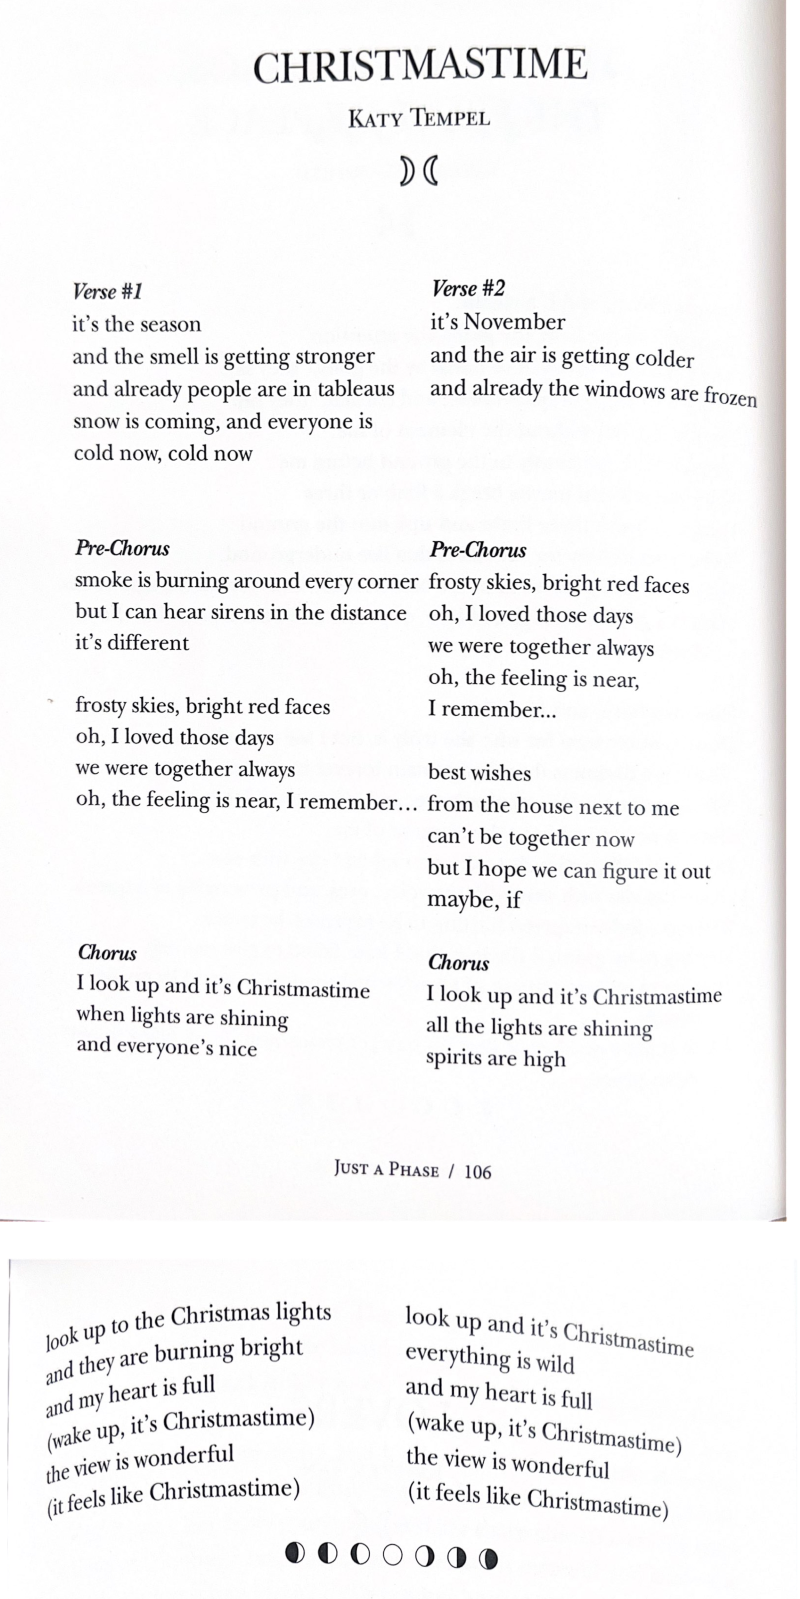 CHRISTMASTIME
KATY TEMPEL
Verse #1
it's the season
and the smell is getting stronger
and already people are in tableaus
snow is coming, and everyone is
cold now, cold now
Pre-Chorus
smoke is burning around every corner
but I can hear sirens in the distance
it's different
frosty skies, bright red faces
oh, I loved those days
we were together always
oh, the feeling is near, I remember...
Chorus
I look up and it's Christmastime
when lights are shining
and everyone's nice
Verse #2
it's November
and the air is getting colder
and already the windows are frozen
Pre-Chorus
frosty skies, bright red faces
oh, I loved those days
we were together always
oh, the feeling is near,
I remember...
best wishes
from the house next to me
can't be together now
but I hope we can figure it out
maybe, if
Chorus
I look up and it's Christmastime
all the lights are shining
spirits are high
JUST A PHASE / 106
look up to the Christmas lights
and they are burning bright
and my heart is full
(wake up, it's Christmastime)
the view is wonderful
(it feels like Christmastime)
look up and it's Christmastime
everything is wild
and my heart is full
(wake up, it's Christmastime)
the view is wonderful
(it feels like Christmastime)